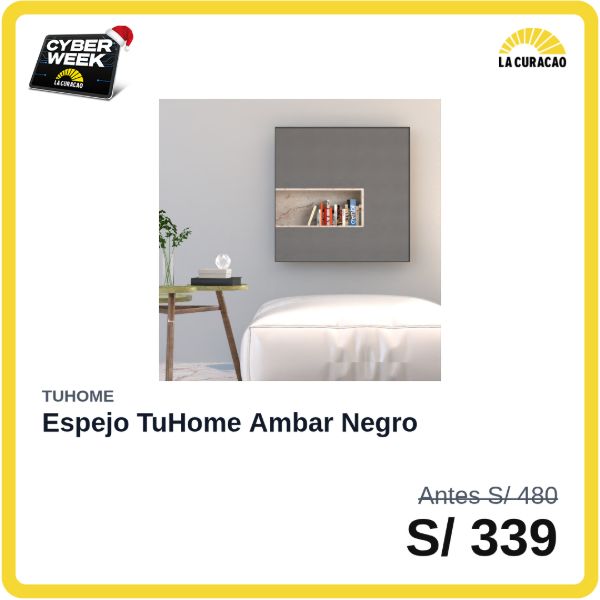 CYBER
WEEK
LA CURACAO
LA CURACAO
TUHOME
Espejo TuHome Ambar Negro
Antes S/ 480
S/ 339